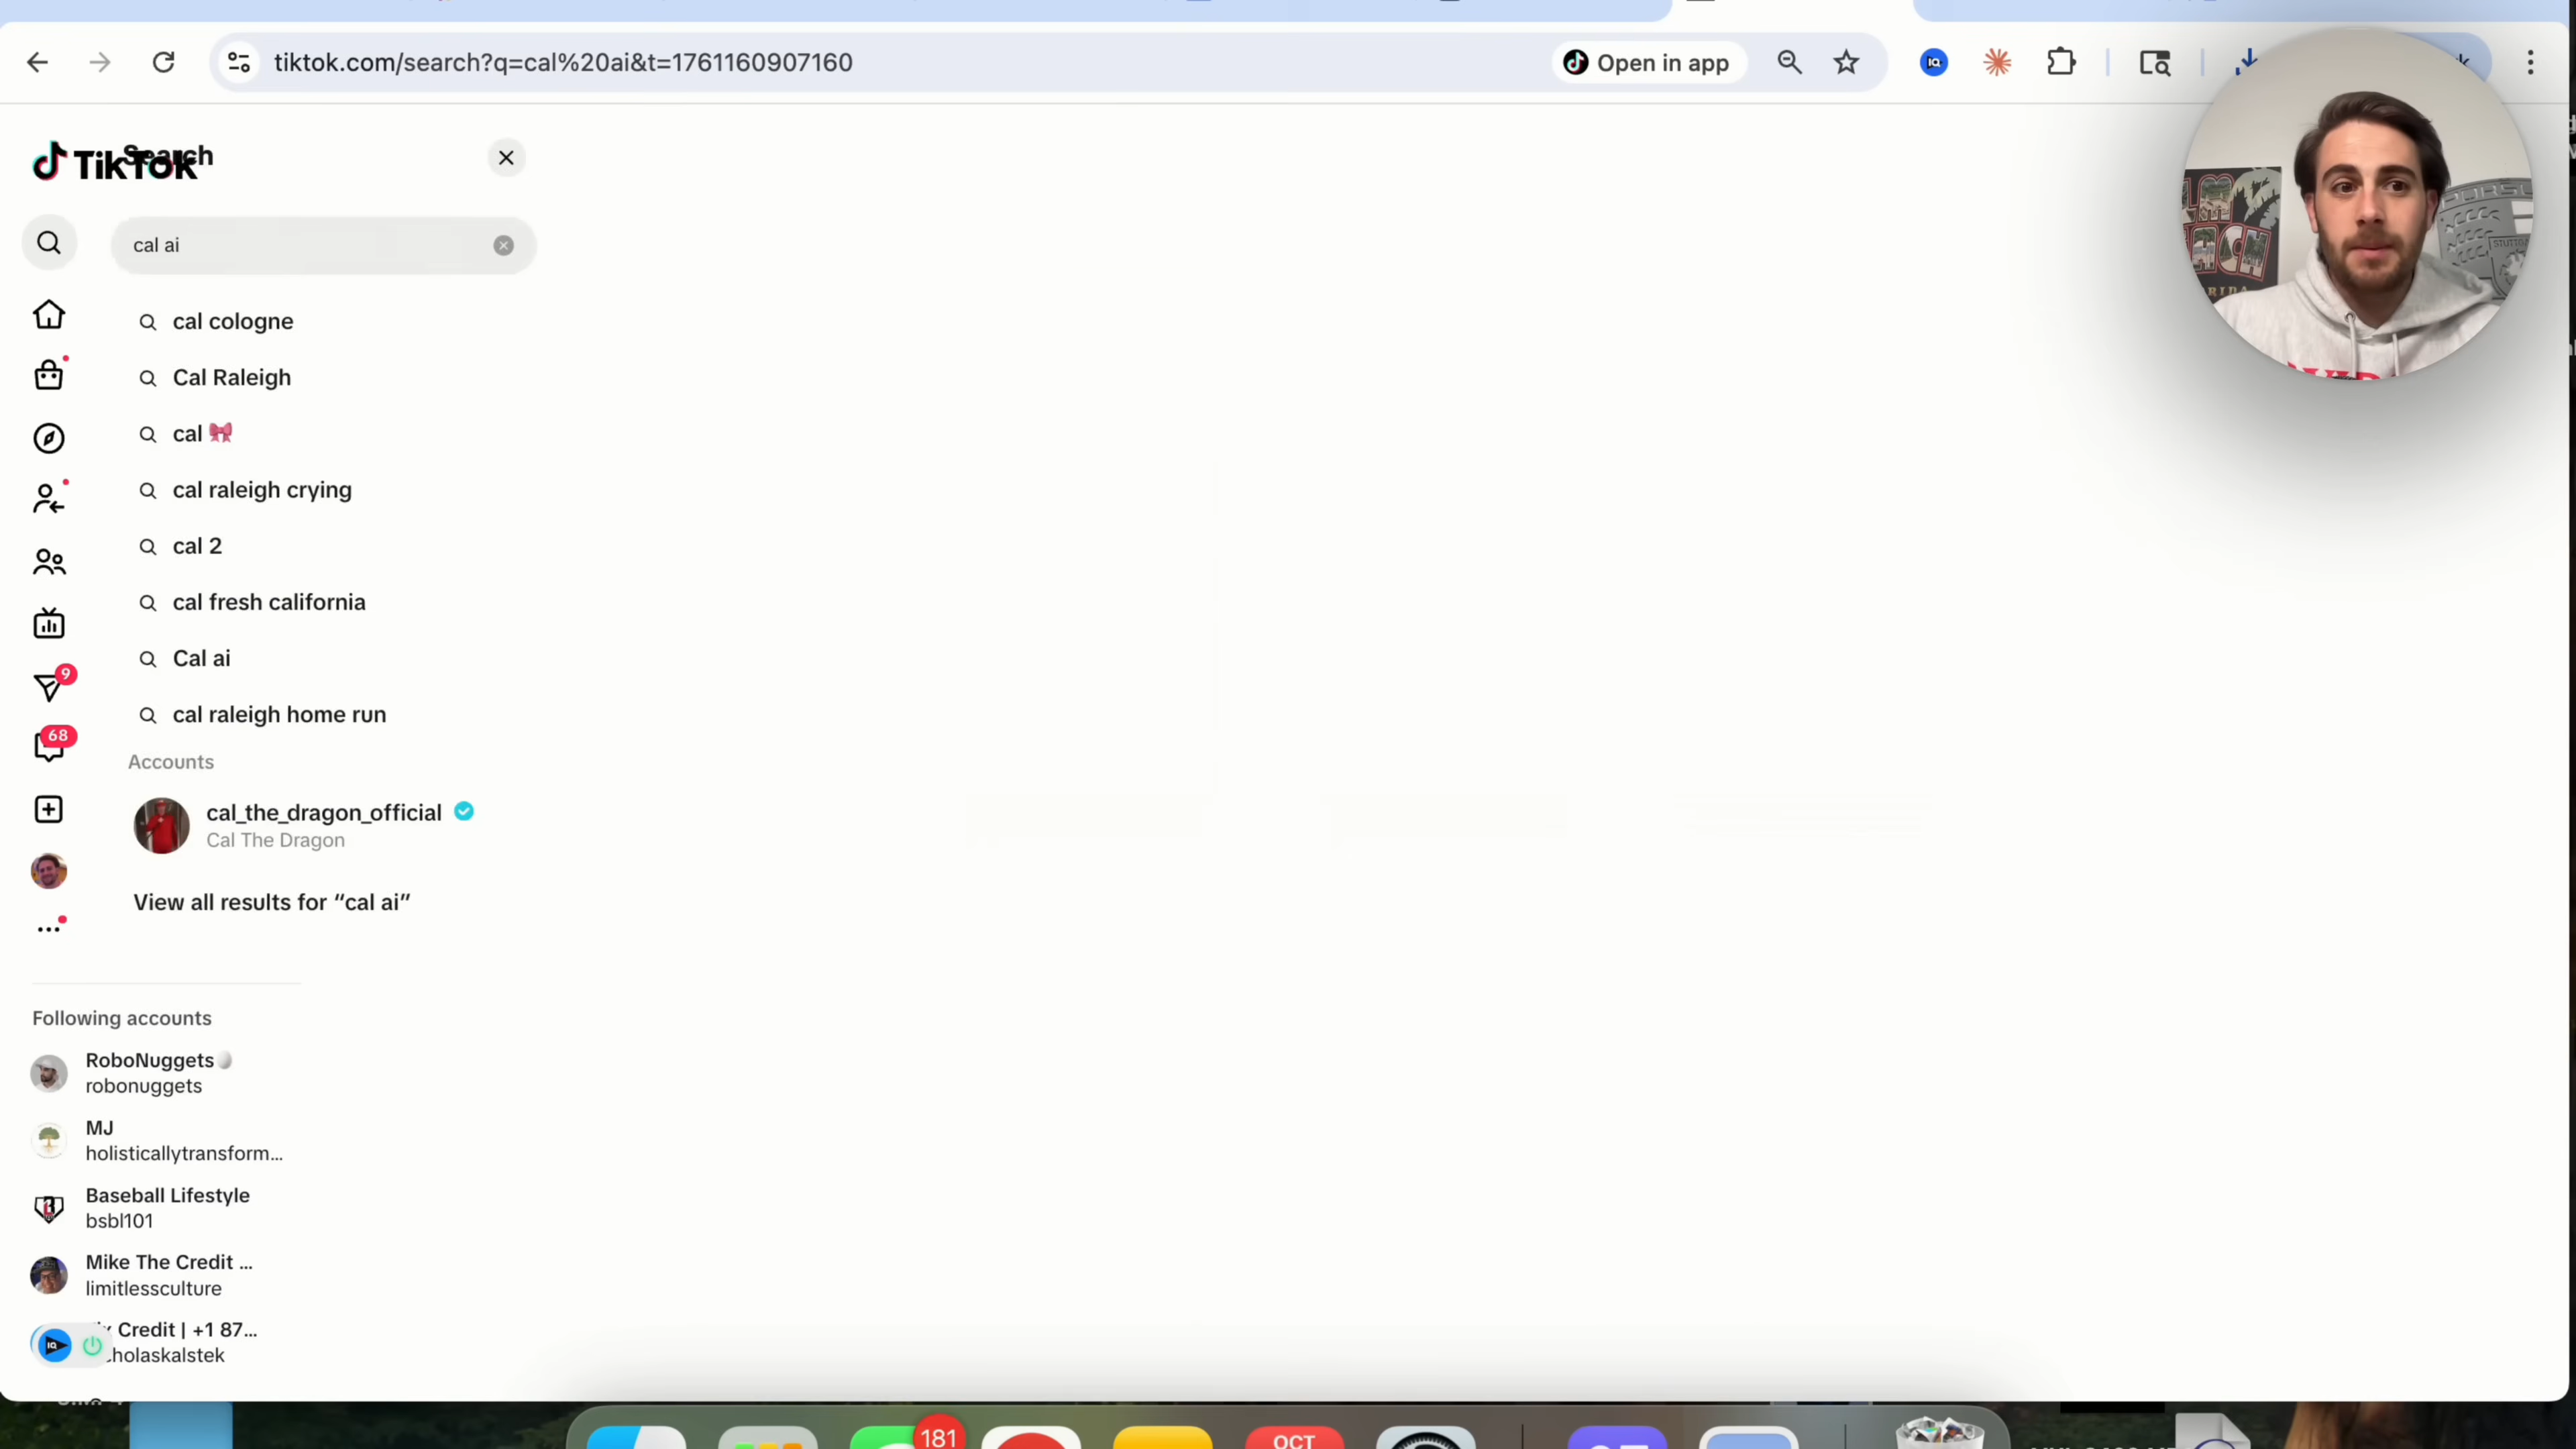 tiktok.com/search?q=cal%20ai&t=1761160907160
Open in app
TikTok
Search
cal ai
cal cologne
Cal Raleigh
cal 🎀
cal raleigh crying
cal 2
cal fresh california
Cal ai
cal raleigh home run
9
68
Accounts
cal_the_dragon_official
Cal The Dragon
View all results for “cal ai”
Following accounts
RoboNuggets🥚
robonuggets
MJ
holisticallytransform...
Baseball Lifestyle
bsbl101
Mike The Credit ...
limitlessculture
Credit | +1 87...
cholaskalstek
IQ
181
OCT